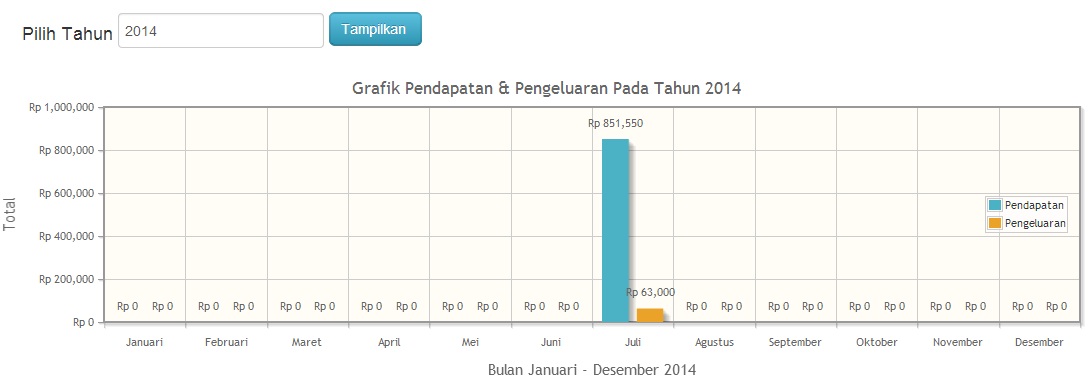 Pilih Tahun 2014 Tampilkan
Grafik Pendapatan & Pengeluaran Pada Tahun 2014
Rp 1,000,000
Rp 851,550
Rp 800,000
Rp 600,000
Pendapatan
Total
Pengeluaran
Rp 400,000
Rp 200,000
Rp 63,000
Rp 0 Rp 0 Rp 0 Rp 0 Rp 0 Rp 0 Rp 0 Rp 0 Rp 0 Rp 0 Rp 0 Rp 0 Rp 0 Rp 0 Rp 0 Rp 0 Rp 0 Rp 0 Rp 0 Rp 0 Rp 0 Rp 0
Rp 0
Januari Februari Maret April Mei Juni Juli Agustus September Oktober November Desember
Bulan Januari - Desember 2014